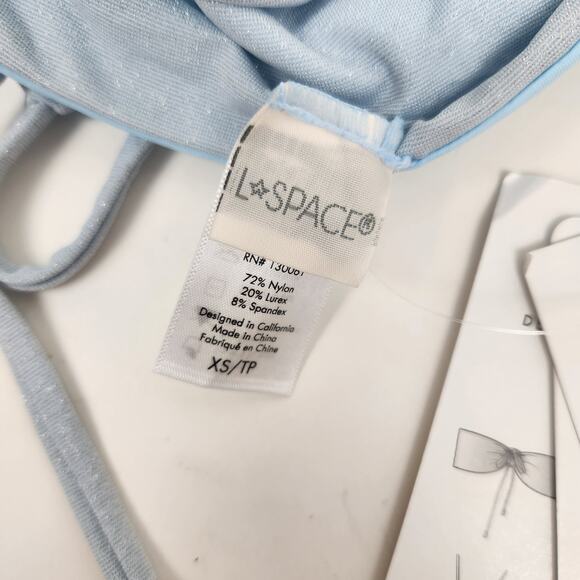 L☆SPACE®
RN# 130061
72% Nylon
20% Lurex
8% Spandex
Designed in California
Made in China
Fabriqué en Chine
XS/TP
D